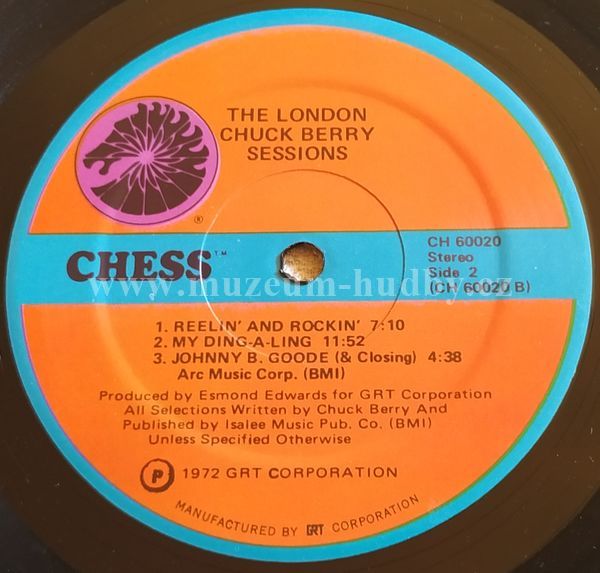 THE LONDON
CHUCK BERRY
SESSIONS
®
CHESS™
CH 60020
Stereo
Side 2
(CH 60020 B)
www.muzeum-hudby.cz
1. REELIN' AND ROCKIN' 7:10
2. MY DING-A-LING 11:52
3. JOHNNY B. GOODE (& Closing) 4:38
Arc Music Corp. (BMI)
Produced by Esmond Edwards for GRT Corporation
All Selections Written by Chuck Berry And
Published by Isalee Music Pub. Co. (BMI)
Unless Specified Otherwise
℗ 1972 GRT CORPORATION
MANUFACTURED BY GRT CORPORATION